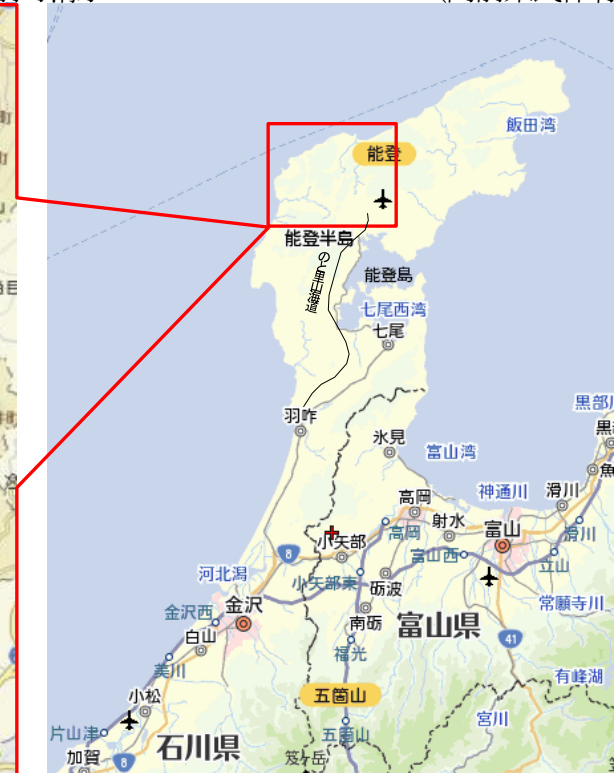 飯田湾
能登
能登半島
のと里山海道
能登島
七尾西湾
七尾
羽咋
氷見
富山湾
黒部川
高岡
神通川
滑川
射水
富山
高岡
滑川
8
小矢部
富山西
立山
河北潟
小矢部東
砺波
金沢西
金沢
常願寺川
南砺
富山県
白山
41
福光
美川
有峰湖
小松
五箇山
宮川
片山津
五箇山
石川県
加賀
8